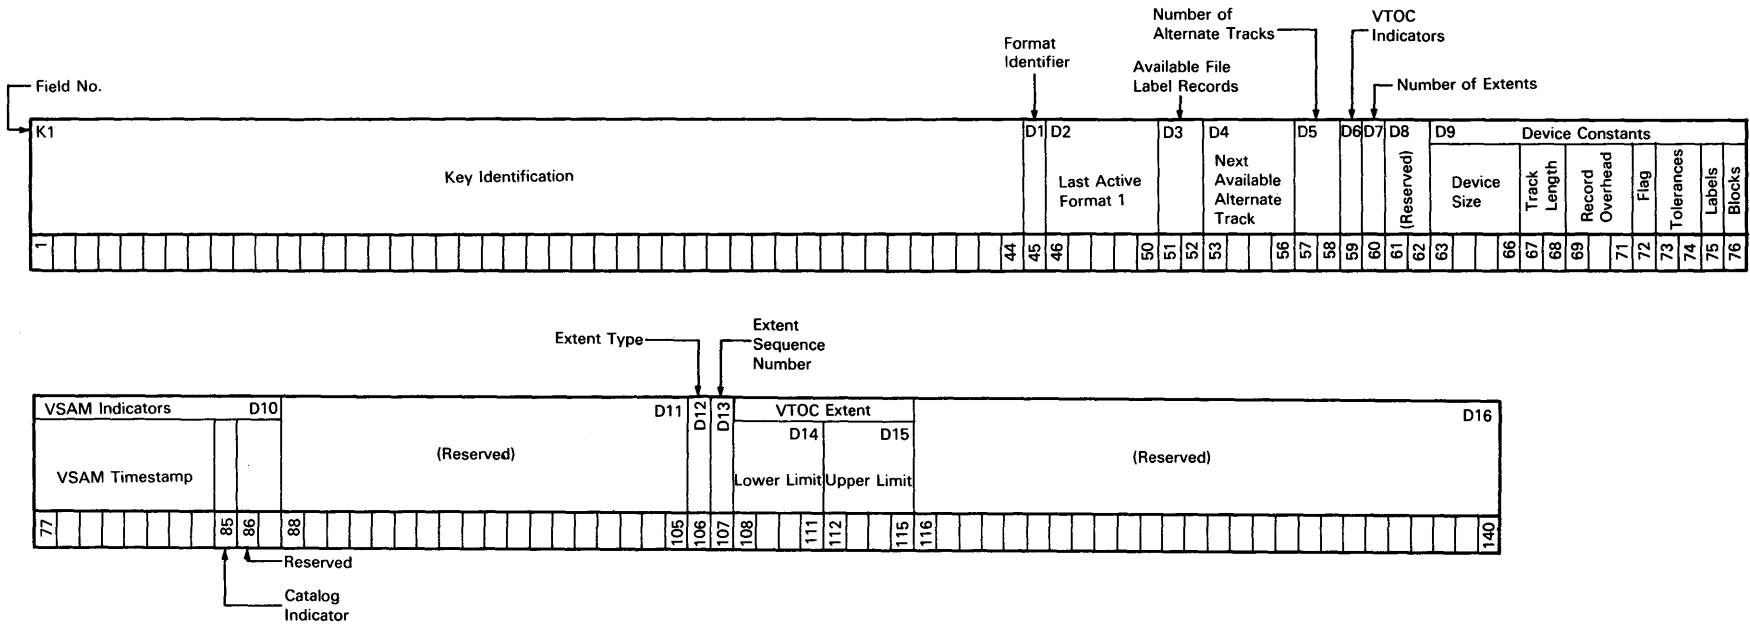 Number of
Alternate Tracks
VTOC
Indicators
Format
Identifier
Available File
Label Records
Field No.
Number of Extents
K1
D1
D2
D3
D4
D5
D6
D7
D8
D9
Device Constants
Key Identification
Last Active
Format 1
Next
Available
Alternate
Track
(Reserved)
Device
Size
Track
Length
Record
Overhead
Flag
Tolerances
Labels
Blocks
1
44
45
46
50
51
52
53
56
57
58
59
60
61
62
63
66
67
68
69
71
72
73
74
75
76
Extent Type
Extent
Sequence
Number
VSAM Indicators
D10
D11
D12
D13
VTOC Extent
D14
D15
D16
VSAM Timestamp
(Reserved)
Lower Limit
Upper Limit
(Reserved)
77
85
86
88
105
106
107
108
111
112
115
116
140
Reserved
Catalog
Indicator